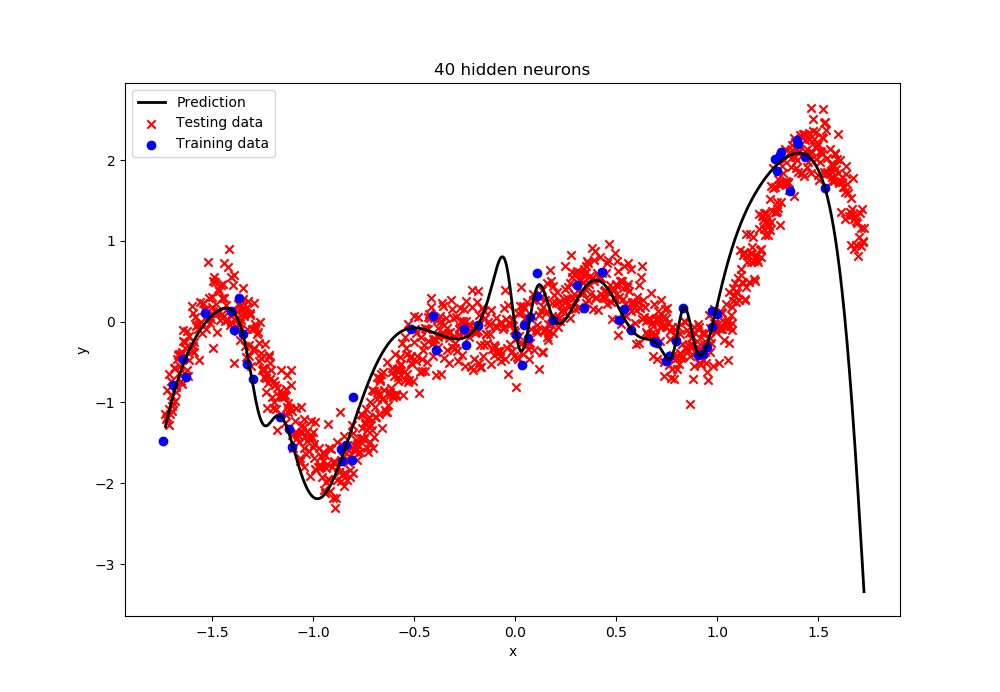 40 hidden neurons
Prediction
Testing data
Training data
2
1
0
−1
−2
−3
y
−1.5 −1.0 −0.5 0.0 0.5 1.0 1.5
x